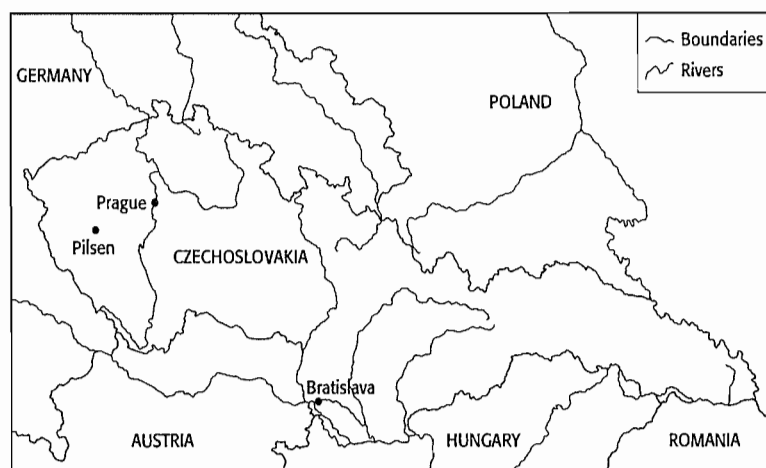 Boundaries
Rivers
GERMANY
POLAND
Prague
Pilsen
CZECHOSLOVAKIA
Bratislava
AUSTRIA
HUNGARY
ROMANIA